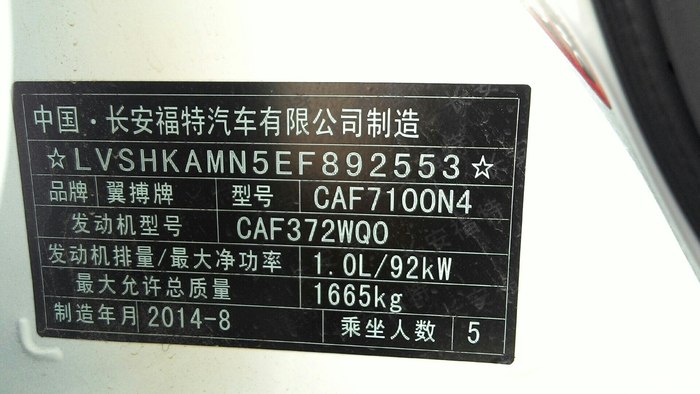 中国·长安福特汽车有限公司制造
☆LVSHKAMN5EF892553☆
品牌 翼搏牌 型号 CAF7100N4
发动机型号 CAF372WQ0
发动机排量/最大净功率 1.0L/92kW
最大允许总质量 1665kg
制造年月 2014-8 乘坐人数 5